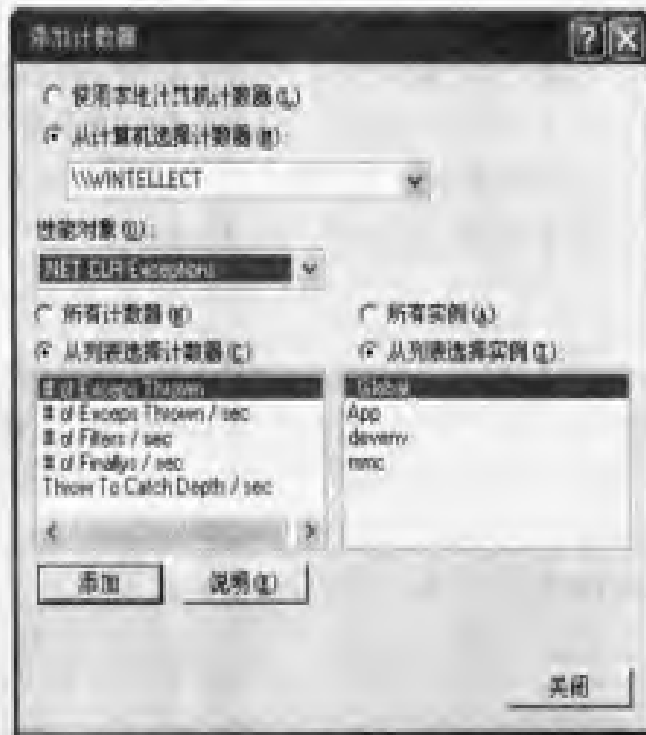 添加计数器
使用本地计算机计数器(L)
从计算机选择计数器(M):
\\WINTELLECT
性能对象(O):
.NET CLR Exceptions
所有计数器(N)
从列表选择计数器(C)
# of Exceps Thrown
# of Exceps Thrown / sec
# of Filters / sec
# of Finallys / sec
Throw To Catch Depth / sec
所有实例(A)
从列表选择实例(I):
_Global_
App
devenv
mmc
添加
说明(E)
关闭